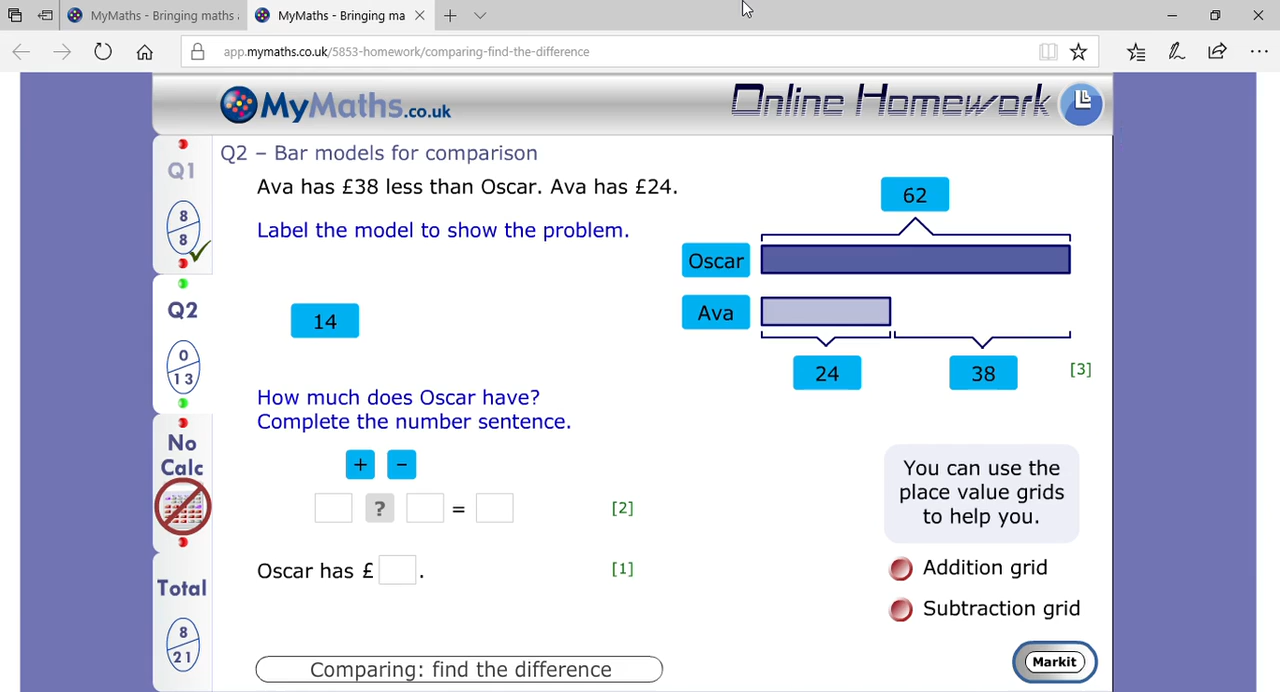 MyMaths - Bringing maths a
MyMaths - Bringing ma
app.mymaths.co.uk/5853-homework/comparing-find-the-difference
MyMaths.co.uk
Online Homework
Q1
8
8
Q2
0
13
No
Calc
Total
8
21
Q2 – Bar models for comparison
Ava has £38 less than Oscar. Ava has £24.
Label the model to show the problem.
62
Oscar
Ava
24
38
[3]
14
How much does Oscar have?
Complete the number sentence.
+ −
? =
[2]
Oscar has £ .
[1]
You can use the
place value grids
to help you.
Addition grid
Subtraction grid
Comparing: find the difference
Markit